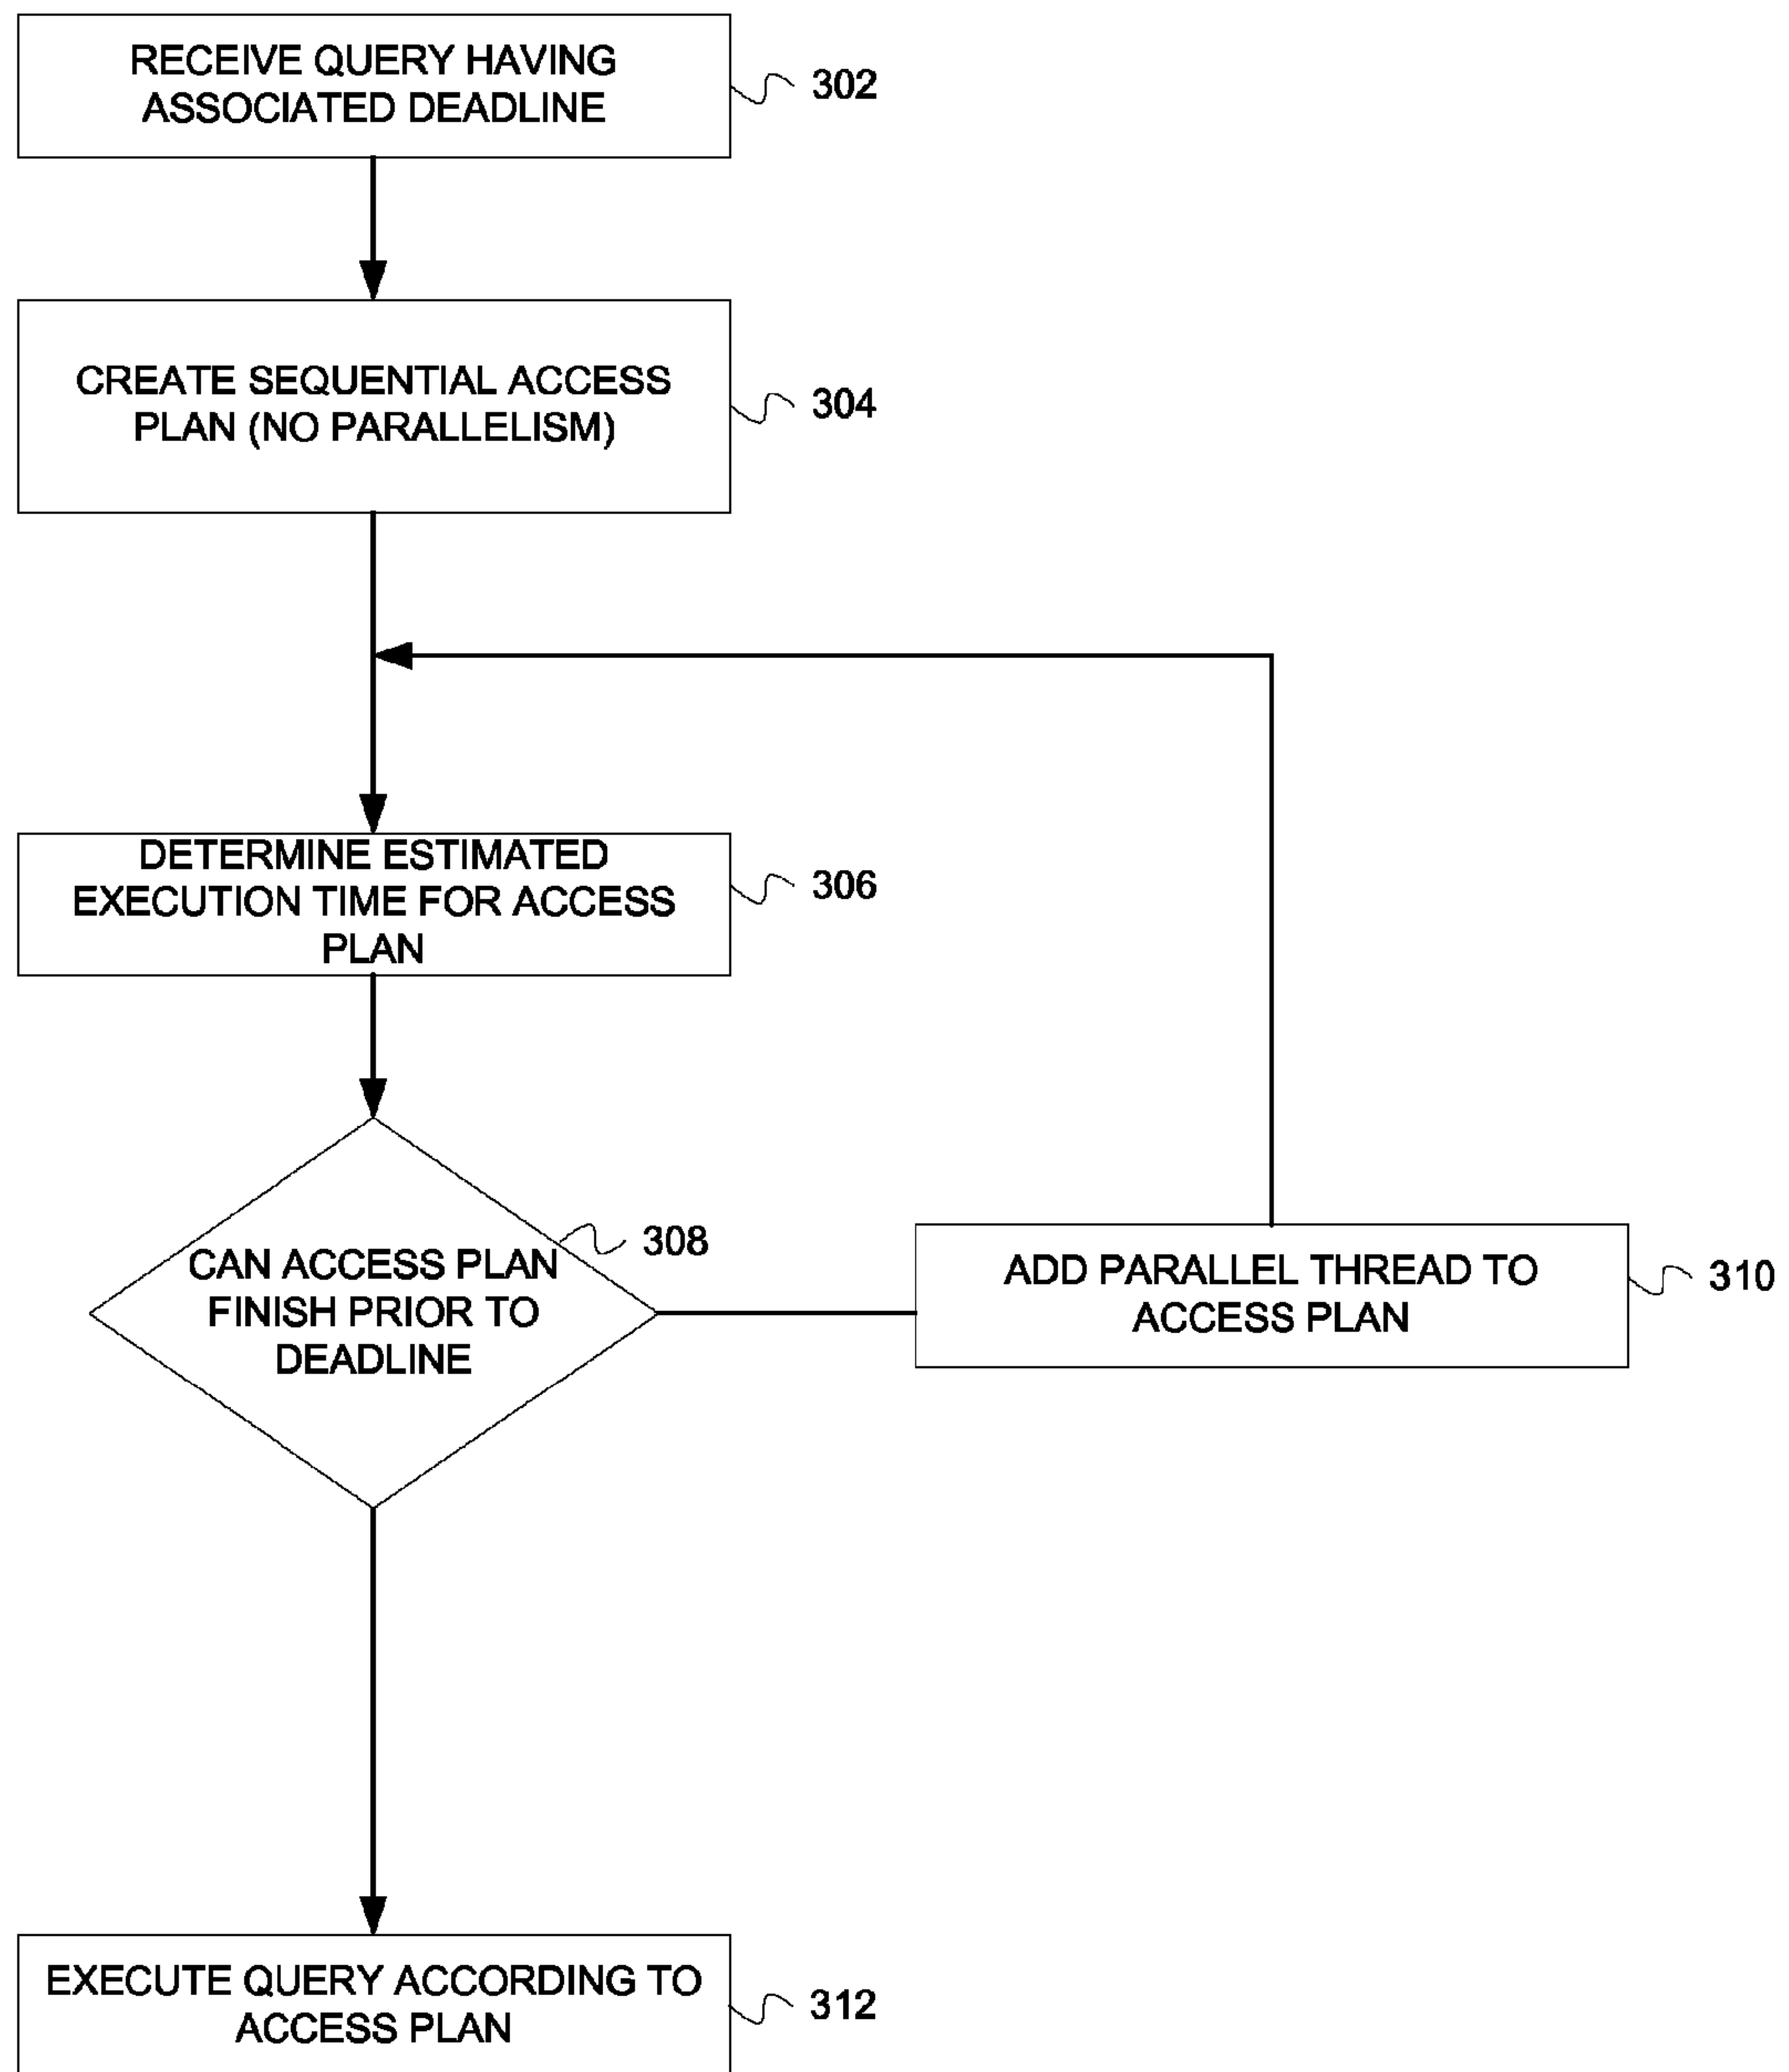 RECEIVE QUERY HAVING
ASSOCIATED DEADLINE
302
CREATE SEQUENTIAL ACCESS
PLAN (NO PARALLELISM)
304
DETERMINE ESTIMATED
EXECUTION TIME FOR ACCESS
PLAN
306
CAN ACCESS PLAN
FINISH PRIOR TO
DEADLINE
308
ADD PARALLEL THREAD TO
ACCESS PLAN
310
EXECUTE QUERY ACCORDING TO
ACCESS PLAN
312